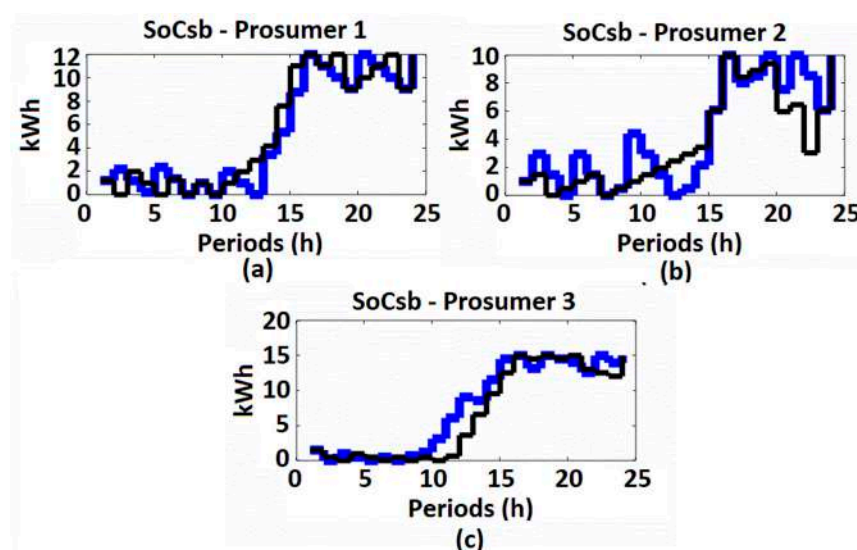 SoCsb - Prosumer 1
12
10
8
6
4
2
0
kWh
0 5 10 15 20 25
Periods (h)
(a)
SoCsb - Prosumer 2
10
8
6
4
2
0
kWh
0 5 10 15 20 25
Periods (h)
(b)
SoCsb - Prosumer 3
20
15
10
5
0
kWh
0 5 10 15 20 25
Periods (h)
(c)